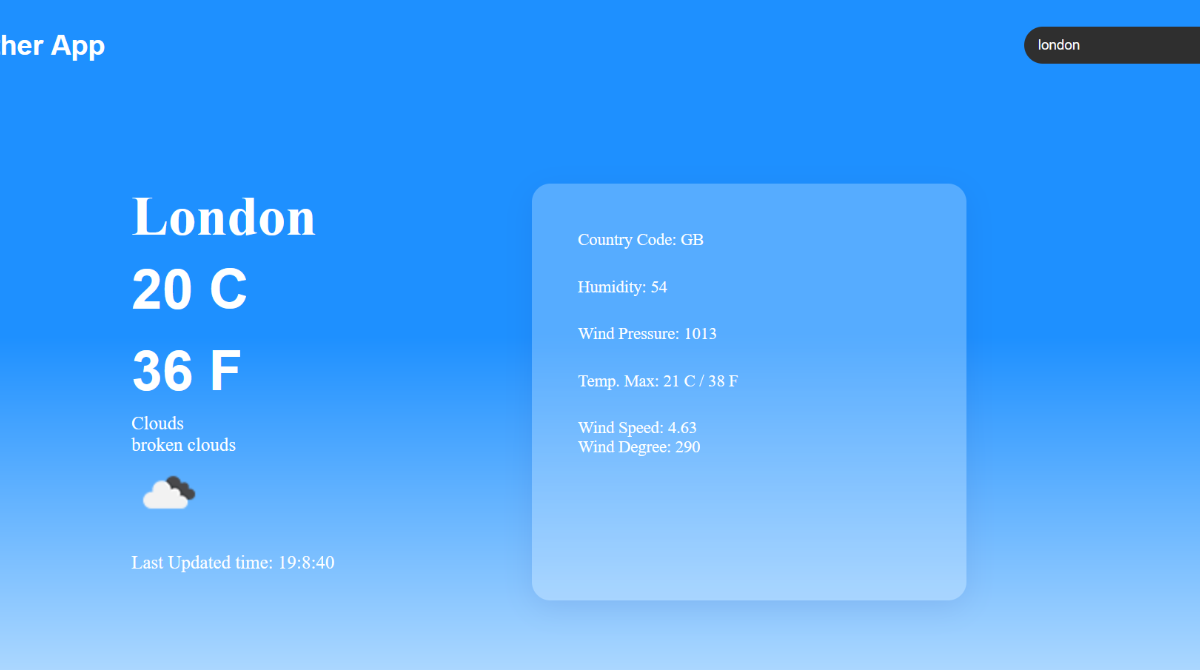 her App
london
London
20 C
36 F
Clouds
broken clouds
Last Updated time: 19:8:40
Country Code: GB
Humidity: 54
Wind Pressure: 1013
Temp. Max: 21 C / 38 F
Wind Speed: 4.63
Wind Degree: 290